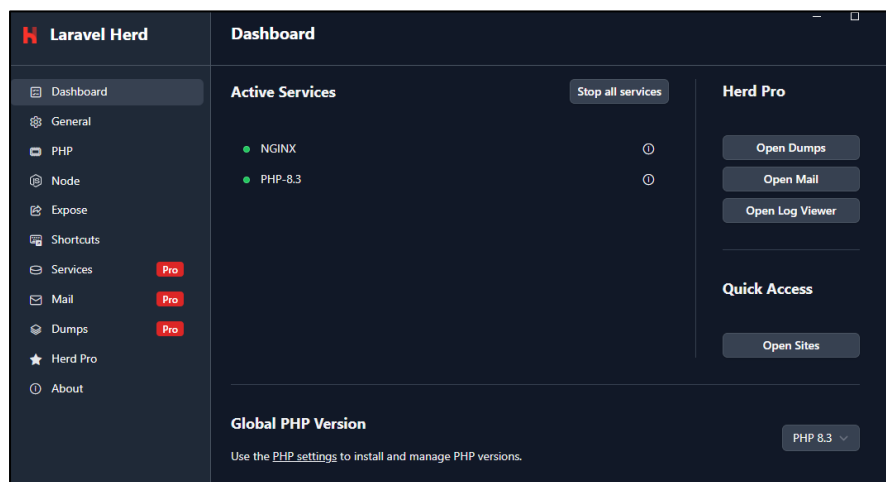 Laravel Herd
Dashboard
General
PHP
Node
Expose
Shortcuts
Services Pro
Mail Pro
Dumps Pro
Herd Pro
About
Dashboard
Active Services
Stop all services
NGINX
PHP-8.3
Herd Pro
Open Dumps
Open Mail
Open Log Viewer
Quick Access
Open Sites
Global PHP Version
Use the PHP settings to install and manage PHP versions.
PHP 8.3